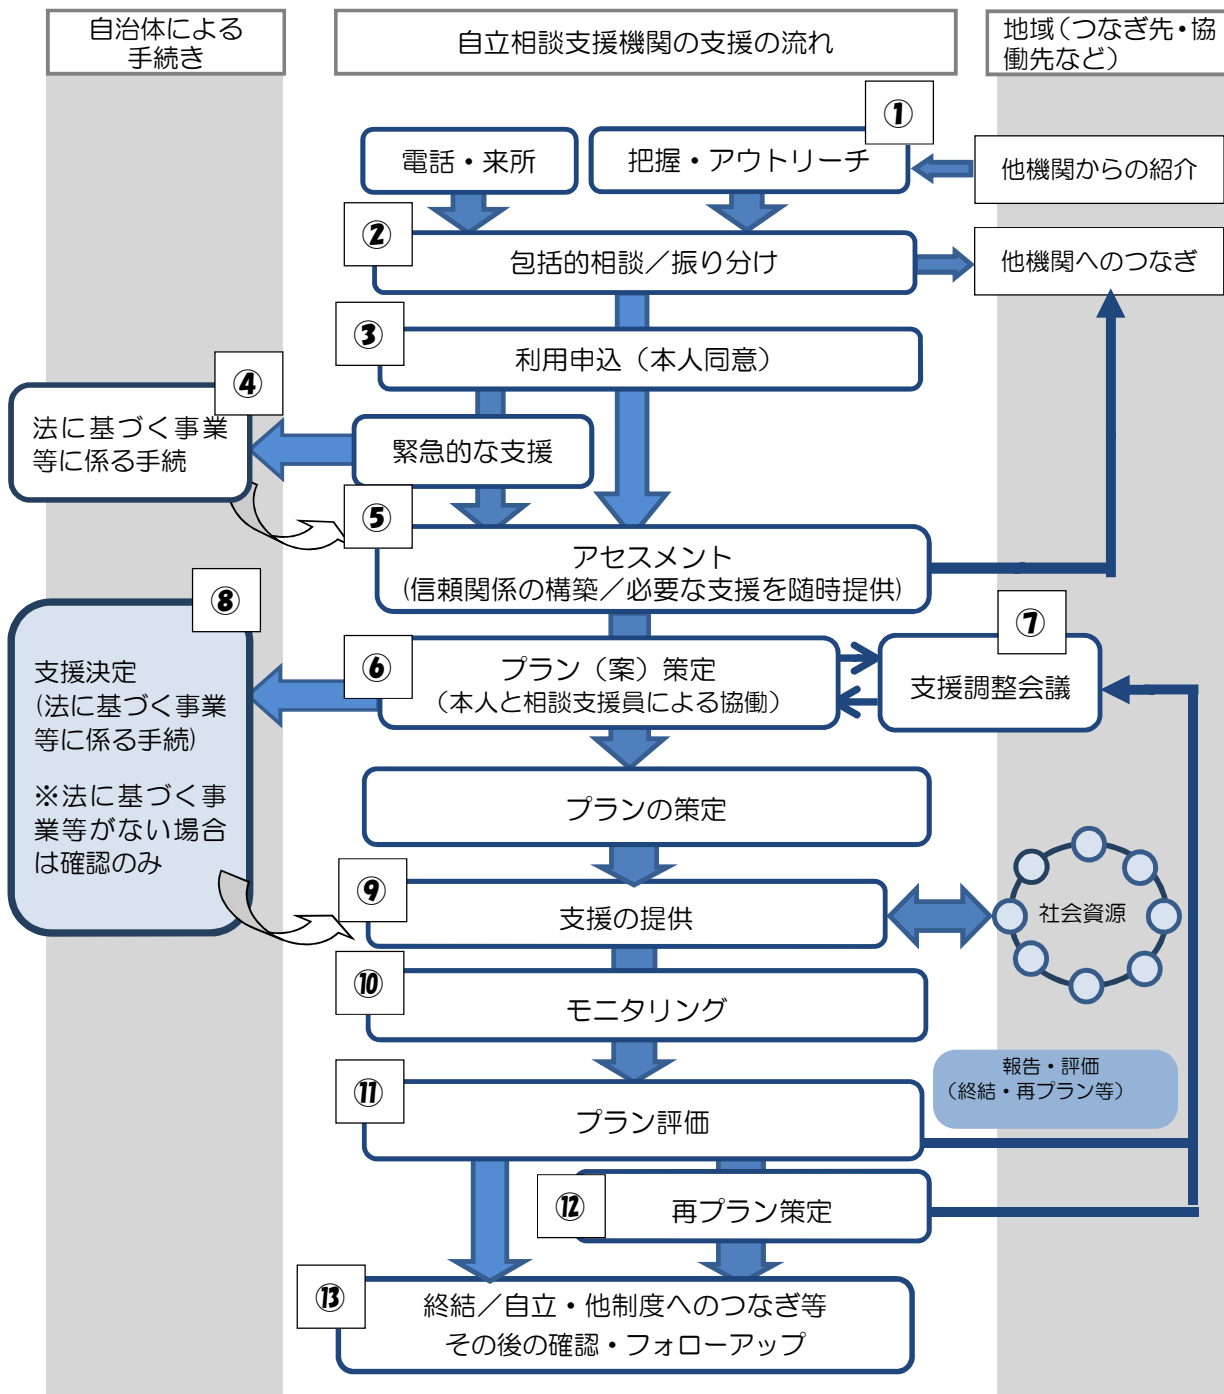 自治体による
手続き
自立相談支援機関の支援の流れ
地域（つなぎ先・協
働先など）
①
電話・来所
把握・アウトリーチ
他機関からの紹介
②
包括的相談／振り分け
他機関へのつなぎ
③
利用申込（本人同意）
④
法に基づく事業
等に係る手続
緊急的な支援
⑤
アセスメント
(信頼関係の構築／必要な支援を随時提供)
⑧
支援決定
(法に基づく事業
等に係る手続)
※法に基づく事
業等がない場合
は確認のみ
⑥
プラン（案）策定
（本人と相談支援員による協働）
⑦
支援調整会議
プランの策定
⑨
支援の提供
社会資源
⑩
モニタリング
報告・評価
（終結・再プラン等）
⑪
プラン評価
⑫
再プラン策定
⑬
終結／自立・他制度へのつなぎ等
その後の確認・フォローアップ